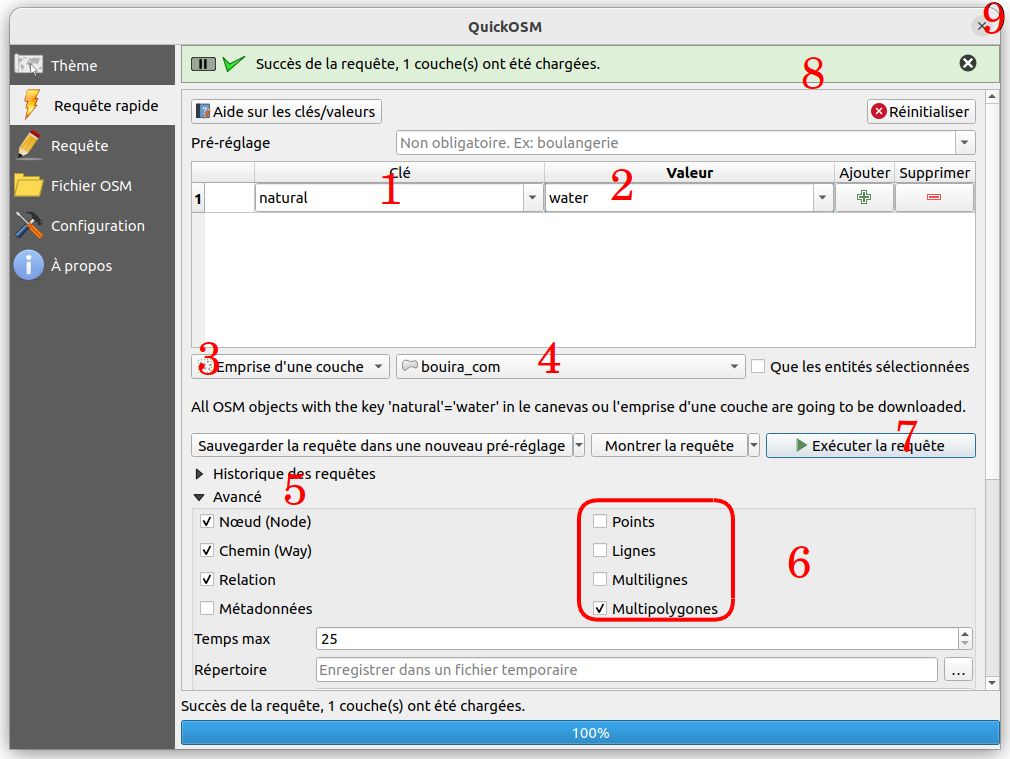 QuickOSM
9
Thème
Requête rapide
Requête
Fichier OSM
Configuration
À propos
Succès de la requête, 1 couche(s) ont été chargées.
8
Aide sur les clés/valeurs
Réinitialiser
Pré-réglage
Non obligatoire. Ex: boulangerie
Clé Valeur Ajouter Supprimer
1 natural water
1 2
3 4
Emprise d'une couche bouira_com Que les entités sélectionnées
All OSM objects with the key 'natural'='water' in le canevas ou l'emprise d'une couche are going to be downloaded.
7
Sauvegarder la requête dans une nouveau pré-réglage Montrer la requête Exécuter la requête
Historique des requêtes
5
Avancé
Nœud (Node) Points
Chemin (Way) Lignes
6
Relation Multilignes
Métadonnées Multipolygones
Temps max 25
Répertoire Enregistrer dans un fichier temporaire ...
Succès de la requête, 1 couche(s) ont été chargées.
100%